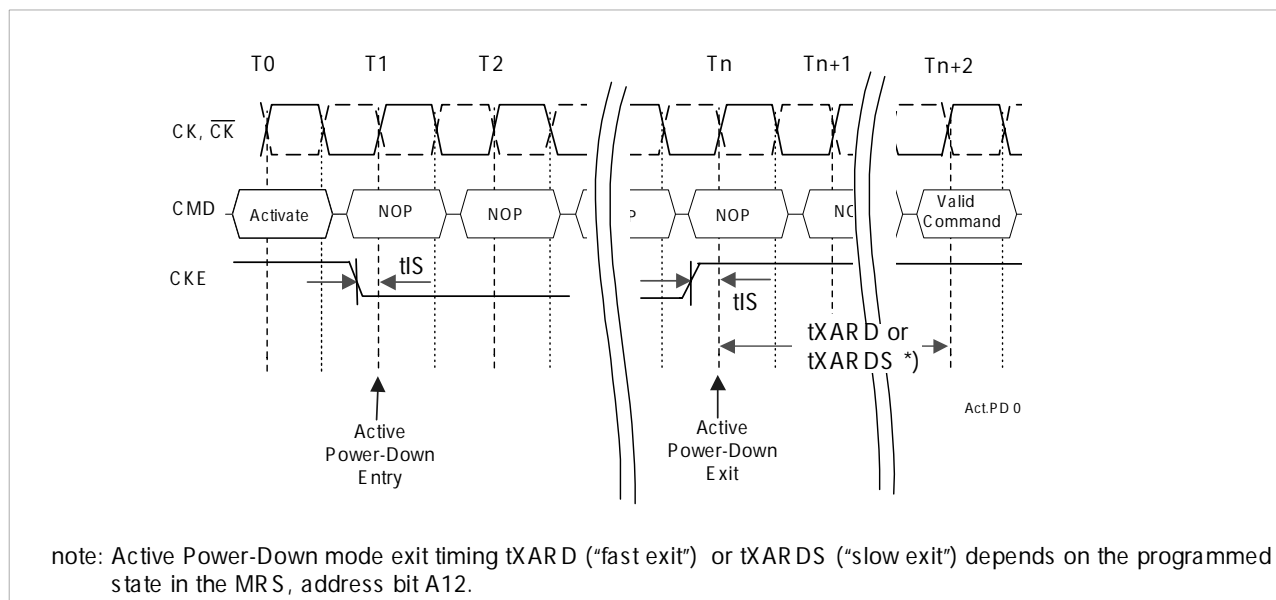 T0 T1 T2 Tn Tn+1 Tn+2
CK, CK
CMD Activate NOP NOP NOP Valid
Command
CKE tIS
tIS
tXARD or
tXARDS *)
Act.PD 0
Active
Power-Down
Entry
Active
Power-Down
Exit
note: Active Power-Down mode exit timing tXARD ("fast exit") or tXARDS ("slow exit") depends on the programmed
state in the MRS, address bit A12.